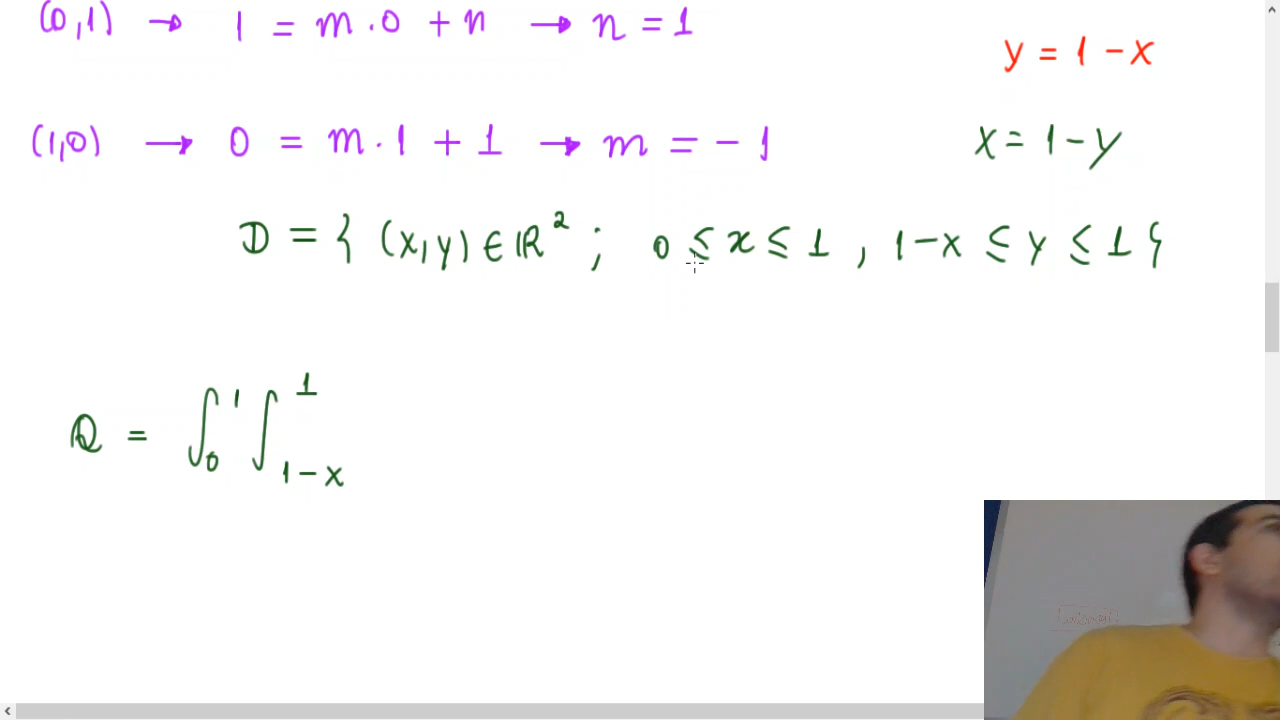 (0,1) → 1 = m . 0 + n → n = 1
y = 1 - x
(1,0) → 0 = m . 1 + 1 → m = - 1
x = 1 - y
D = { (x,y) ∈ ℝ² ; 0 ≤ x ≤ 1 , 1 - x ≤ y ≤ 1 }
Q = ∫₀¹ ∫₁₋ₓ¹